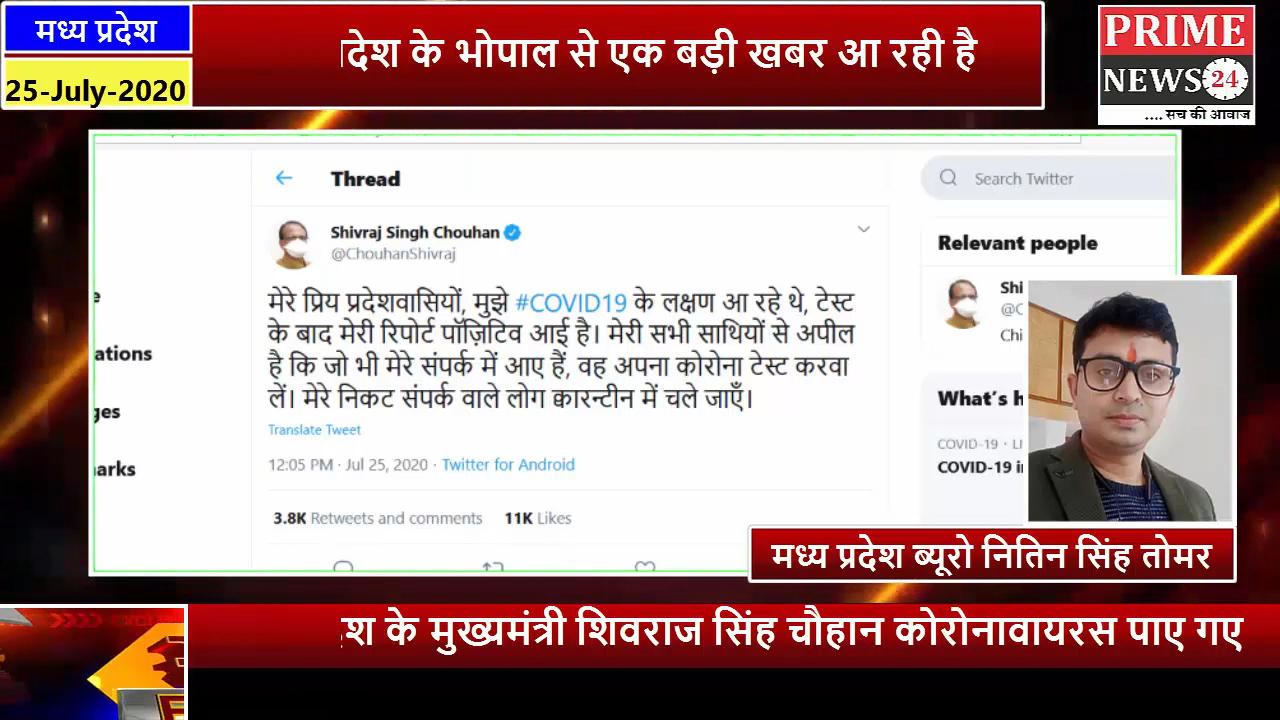 मध्य प्रदेश
25-July-2020
के भोपाल से एक बड़ी खबर आ रही है
PRIME
NEWS 24
....सच की आवाज
Thread
Search Twitter
Shivraj Singh Chouhan
@ChouhanShivraj
मेरे प्रिय प्रदेशवासियों, मुझे #COVID19 के लक्षण आ रहे थे, टेस्ट
के बाद मेरी रिपोर्ट पॉज़िटिव आई है। मेरी सभी साथियों से अपील
है कि जो भी मेरे संपर्क में आए हैं, वह अपना कोरोना टेस्ट करवा
लें। मेरे निकट संपर्क वाले लोग क्वारन्टीन में चले जाएँ।
Translate Tweet
12:05 PM · Jul 25, 2020 · Twitter for Android
3.8K Retweets and comments 11K Likes
Relevant people
Shi
@C
Chi
What's h
COVID-19 · LI
COVID-19 i
ations
ges
arks
मध्य प्रदेश ब्यूरो नितिन सिंह तोमर
के मुख्यमंत्री शिवराज सिंह चौहान कोरोनावायरस पाए गए